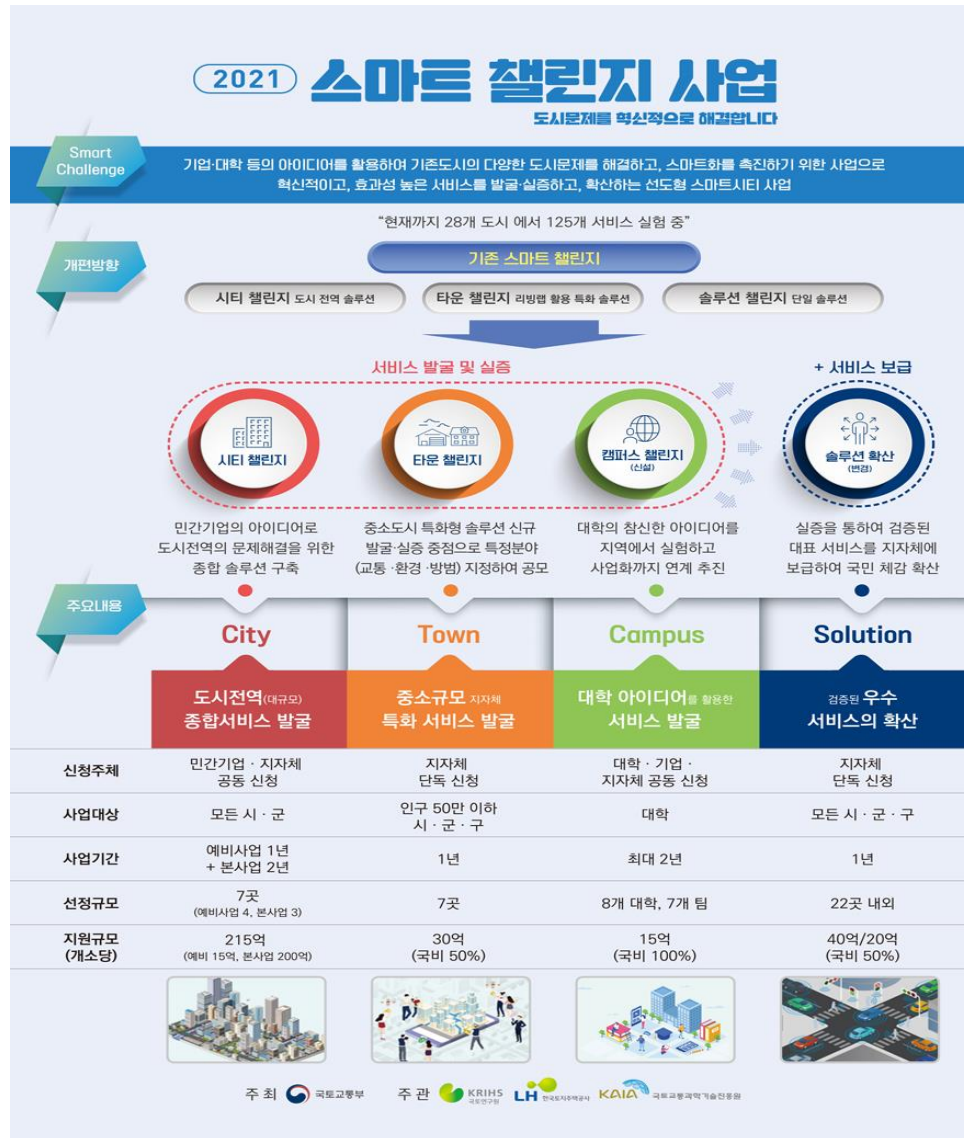 2021 스마트 챌린지 사업
도시문제를 혁신적으로 해결합니다
Smart
Challenge
기업·대학 등의 아이디어를 활용하여 기존도시의 다양한 도시문제를 해결하고, 스마트화를 촉진하기 위한 사업으로
혁신적이고, 효과성 높은 서비스를 발굴·실증하고, 확산하는 선도형 스마트시티 사업
"현재까지 28개 도시 에서 125개 서비스 실험 중"
개편방향
기존 스마트 챌린지
시티 챌린지 도시 전역 솔루션
타운 챌린지 리빙랩 활용 특화 솔루션
솔루션 챌린지 단일 솔루션
서비스 발굴 및 실증
+ 서비스 보급
시티 챌린지
타운 챌린지
캠퍼스 챌린지
(신설)
솔루션 확산
(변경)
민간기업의 아이디어로
도시전역의 문제해결을 위한
종합 솔루션 구축
중소도시 특화형 솔루션 신규
발굴·실증 중점으로 특정분야
(교통 ·환경 ·방범) 지정하여 공모
대학의 참신한 아이디어를
지역에서 실험하고
사업화까지 연계 추진
실증을 통하여 검증된
대표 서비스를 지자체에
보급하여 국민 체감 확산
주요내용
City
Town
Campus
Solution
도시전역(대규모)
종합서비스 발굴
중소규모 지자체
특화 서비스 발굴
대학 아이디어를 활용한
서비스 발굴
검증된 우수
서비스의 확산
신청주체
민간기업 · 지자체
공동 신청
지자체
단독 신청
대학 · 기업 ·
지자체 공동 신청
지자체
단독 신청
사업대상
모든 시 · 군
인구 50만 이하
시 · 군 · 구
대학
모든 시 · 군 · 구
사업기간
예비사업 1년
+ 본사업 2년
1년
최대 2년
1년
선정규모
7곳
(예비사업 4, 본사업 3)
7곳
8개 대학, 7개 팀
22곳 내외
지원규모
(개소당)
215억
(예비 15억, 본사업 200억)
30억
(국비 50%)
15억
(국비 100%)
40억/20억
(국비 50%)
주 최 국토교통부
주 관 KRIHS
국토연구원
LH 한국토지주택공사
KAIA 국토교통과학기술진흥원